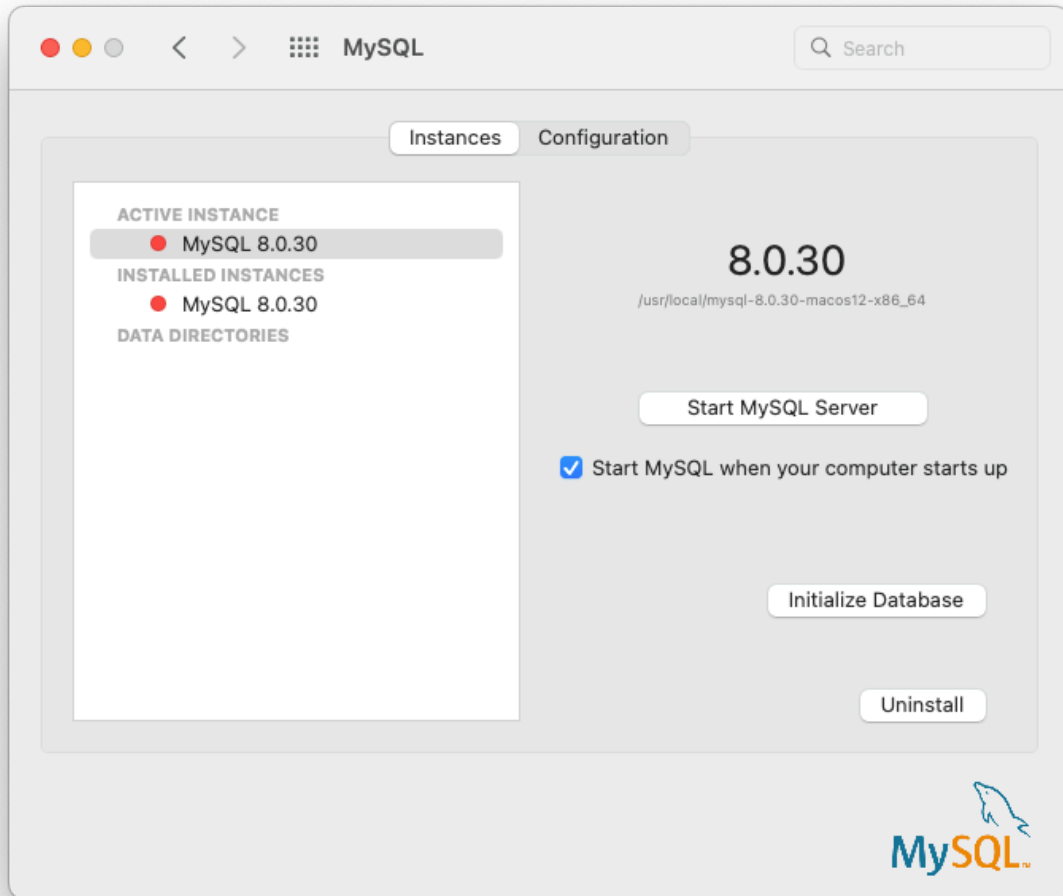 MySQL
Search
Instances
Configuration
ACTIVE INSTANCE
MySQL 8.0.30
INSTALLED INSTANCES
MySQL 8.0.30
DATA DIRECTORIES
8.0.30
/usr/local/mysql-8.0.30-macos12-x86_64
Start MySQL Server
Start MySQL when your computer starts up
Initialize Database
Uninstall
MySQL™